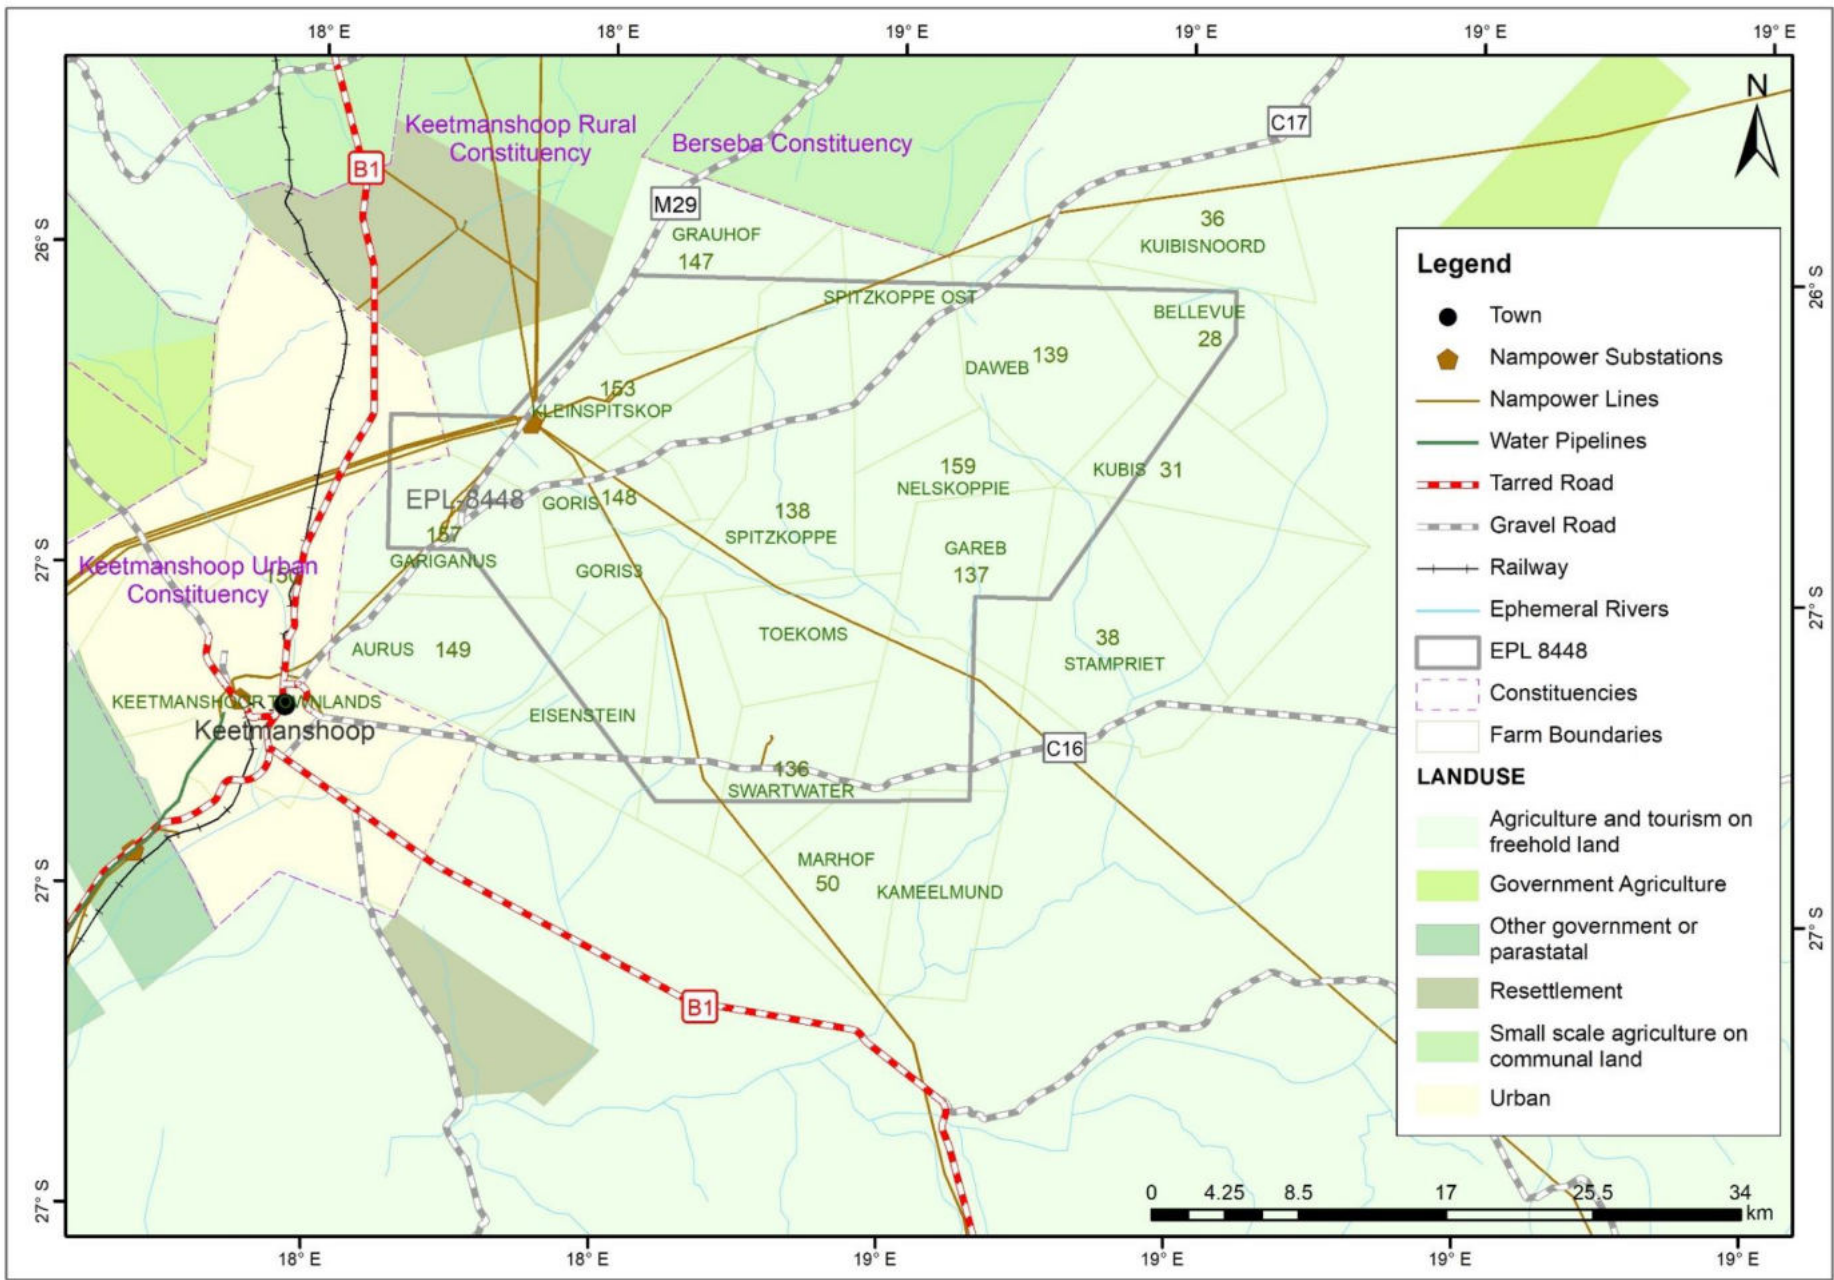 18° E
18° E
19° E
19° E
19° E
19° E
N
C17
Keetmanshoop Rural
Constituency
Berseba Constituency
B1
M29
26° S
26° S
GRAUHOF
147
36
KUIBISNOORD
SPITZKOPPE OST
BELLEVUE
28
DAWEB
139
153
KLEINSPITSKOP
EPL-8448
157
GARIGANUS
GORIS
148
138
SPITZKOPPE
159
NELSKOPPIE
KUBIS
31
GAREB
137
27° S
27° S
Keetmanshoop Urban
Constituency
150
GORIS3
AURUS
149
TOEKOMS
38
STAMPRIET
KEETMANSHOOP TOWNLANDS
Keetmanshoop
EISENSTEIN
C16
136
SWARTWATER
MARHOF
50
KAMEELMUND
27° S
27° S
B1
27° S
Legend
Town
Nampower Substations
Nampower Lines
Water Pipelines
Tarred Road
Gravel Road
Railway
Ephemeral Rivers
EPL 8448
Constituencies
Farm Boundaries
LANDUSE
Agriculture and tourism on
freehold land
Government Agriculture
Other government or
parastatal
Resettlement
Small scale agriculture on
communal land
Urban
0
4.25
8.5
17
25.5
34
km
18° E
18° E
19° E
19° E
19° E
19° E